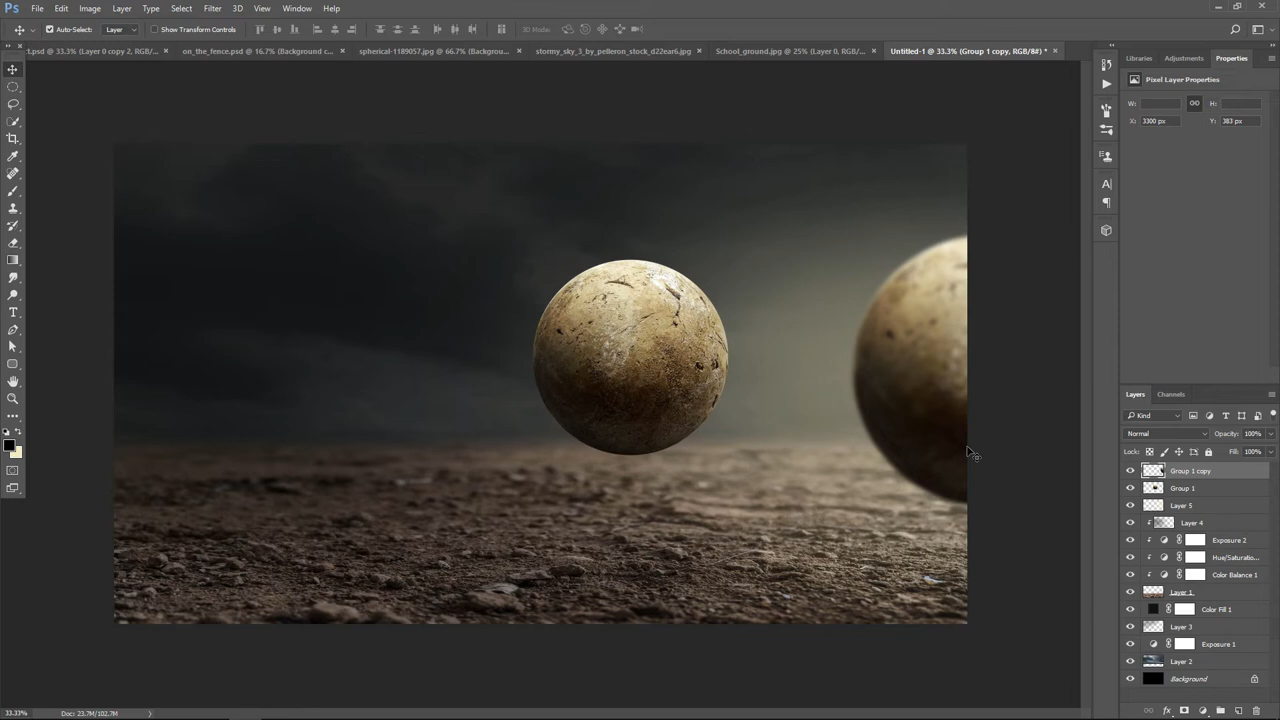 Ps File Edit Image Layer Type Select Filter 3D View Window Help
Auto-Select: Layer Show Transform Controls 3D Mode:
ct.psd @ 33.3% (Layer 0 copy 2, RGB/8... × on_the_fence.psd @ 16.7% (Background c... × spherical-1189057.jpg @ 66.7% (Backgrou... × stormy_sky_3_by_pelleron_stock_d22ear6.jpg × School_ground.jpg @ 25% (Layer 0, RGB/... × Untitled-1 @ 33.3% (Group 1 copy, RGB/8#) * ×
Libraries Adjustments Properties
Pixel Layer Properties
W: H:
X: 3300 px Y: 383 px
Layers Channels
Kind
Normal Opacity: 100%
Lock: Fill: 100%
Group 1 copy
Group 1
Layer 5
Layer 4
Exposure 2
Hue/Saturatio...
Color Balance 1
Layer 1
Color Fill 1
Layer 3
Exposure 1
Layer 2
Background
33.33% Doc: 23.7M/102.7M